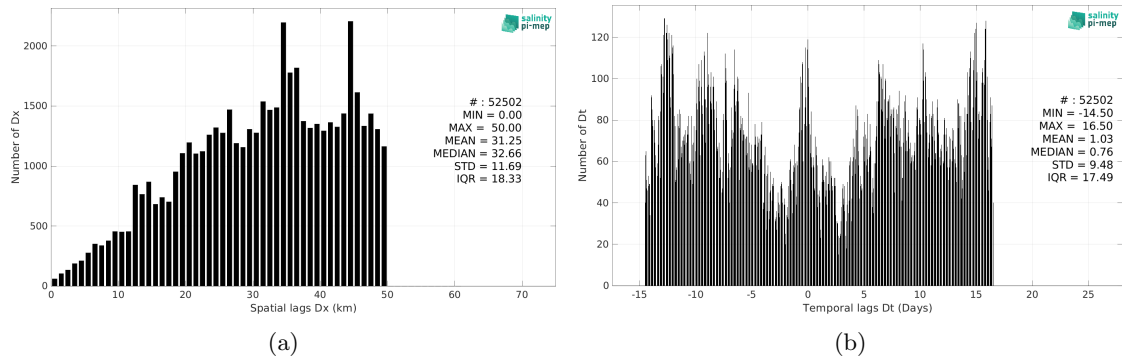 salinity
pi-mep
# : 52502
MIN = 0.00
MAX = 50.00
MEAN = 31.25
MEDIAN = 32.66
STD = 11.69
IQR = 18.33
Number of Dx
2000
1500
1000
500
0
0 10 20 30 40 50 60 70
Spatial lags Dx (km)
(a)
salinity
pi-mep
# : 52502
MIN = -14.50
MAX = 16.50
MEAN = 1.03
MEDIAN = 0.76
STD = 9.48
IQR = 17.49
Number of Dt
120
100
80
60
40
20
0
-15 -10 -5 0 5 10 15 20 25
Temporal lags Dt (Days)
(b)